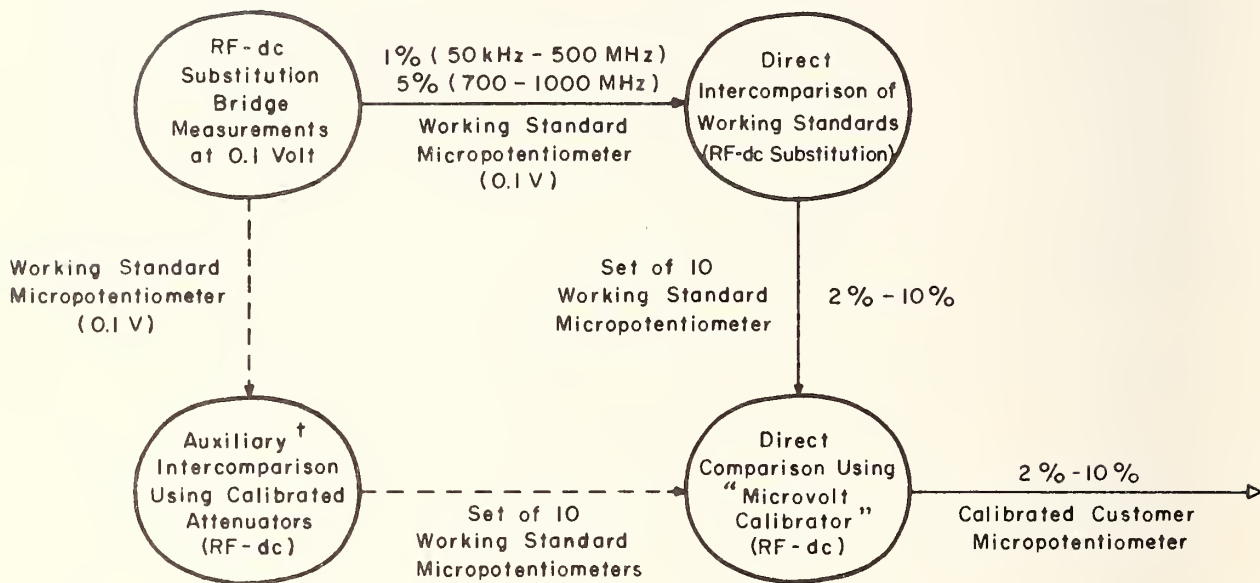 RF-dc
Substitution
Bridge
Measurements
at 0.1 Volt
1% (50 kHz - 500 MHz)
5% (700 - 1000 MHz)
Working Standard
Micropotentiometer
(0.1 V)
Direct
Intercomparison of
Working Standards
(RF-dc Substitution)
Working Standard
Micropotentiometer
(0.1 V)
Set of 10
Working Standard
Micropotentiometer
2% - 10%
Auxiliary †
Intercomparison
Using Calibrated
Attenuators
(RF-dc)
Set of 10
Working Standard
Micropotentiometers
Direct
Comparison Using
"Microvolt
Calibrator"
(RF-dc)
2% - 10%
Calibrated Customer
Micropotentiometer